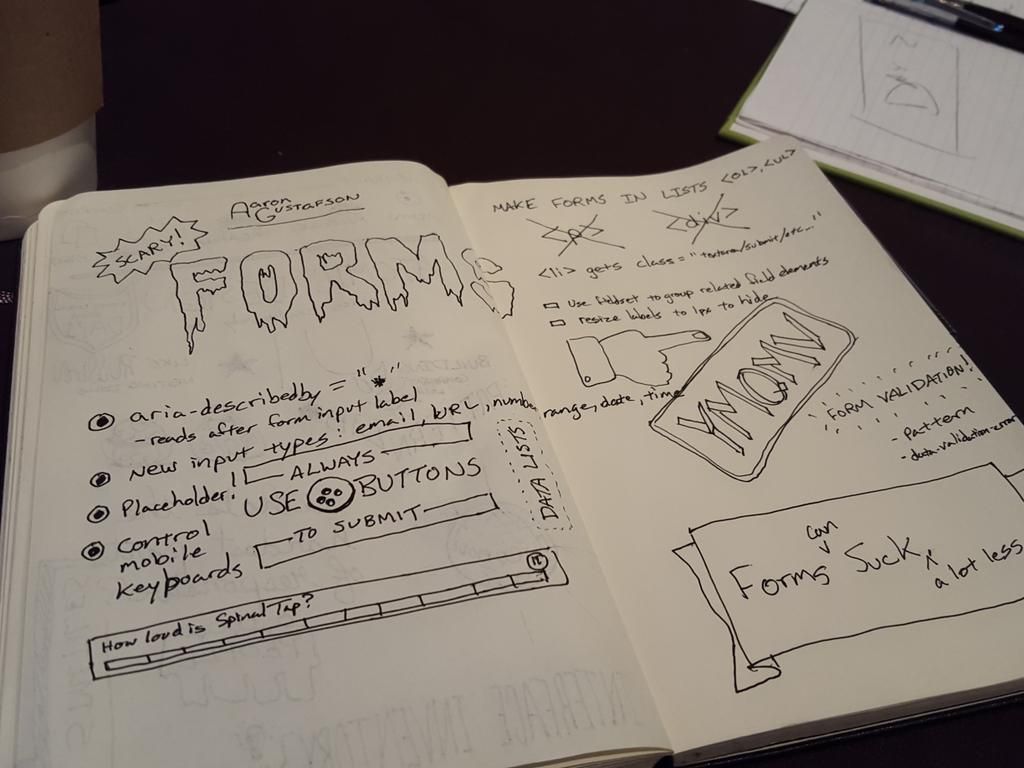 Aaron
Gustafson
SCARY!
FORMS
aria-describedby = "*"
- reads after form input label
New input types: email, URL, number, range, date, time
Placeholder!
ALWAYS
USE BUTTONS
TO SUBMIT
Control
mobile
keyboards
DATA LISTS
How loud is Spinal Tap?
11
MAKE FORMS IN LISTS <OL>, <UL>
<p> <div>
<li> gets class = "textarea/submit/etc..."
Use fieldset to group related field elements
resize labels to 1px to hide
YMOMV
FORM VALIDATION!
- pattern
- data-validation-error
can
Forms Suck
a lot less
INTERFACE INVENTORY